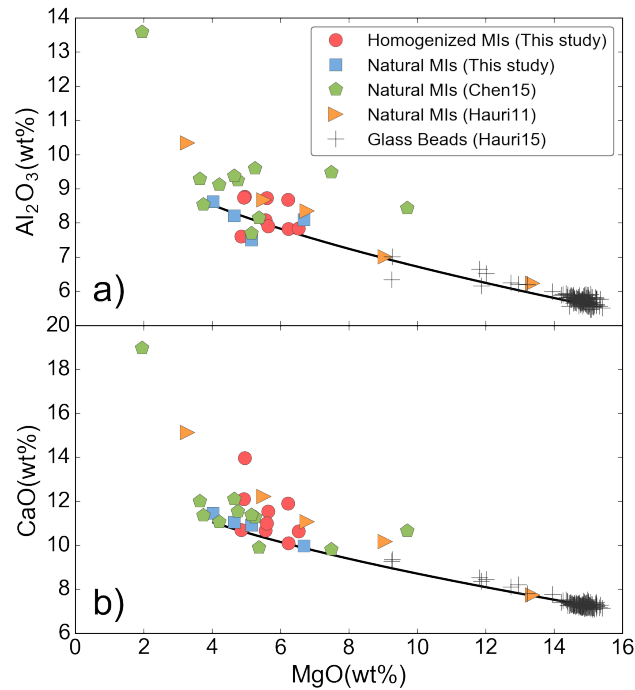 14
13
12
11
10
9
8
7
6
20
Al₂O₃(wt%)
Homogenized MIs (This study)
Natural MIs (This study)
Natural MIs (Chen15)
Natural MIs (Hauri11)
Glass Beads (Hauri15)
a)
18
16
14
12
10
8
6
CaO(wt%)
b)
0 2 4 6 8 10 12 14 16
MgO(wt%)